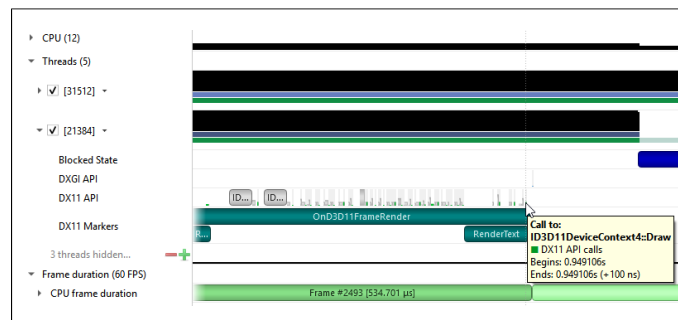 CPU (12)
Threads (5)
[31512]
[21384]
Blocked State
DXGI API
DX11 API
ID... ID...
OnD3D11FrameRender
DX11 Markers
R... RenderText
Call to:
ID3D11DeviceContext4::Draw
DX11 API calls
Begins: 0.949106s
Ends: 0.949106s (+100 ns)
3 threads hidden...
Frame duration (60 FPS)
CPU frame duration
Frame #2493 [534.701 µs]